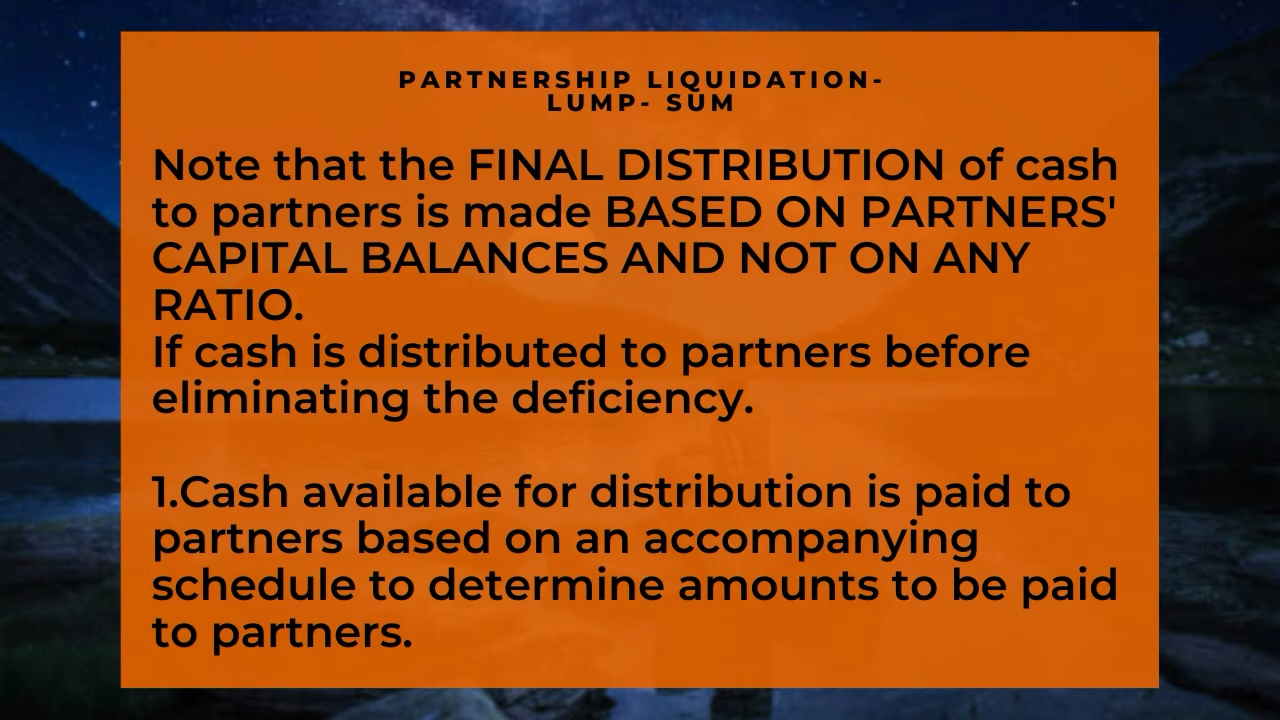 PARTNERSHIP LIQUIDATION-
LUMP- SUM
Note that the FINAL DISTRIBUTION of cash
to partners is made BASED ON PARTNERS'
CAPITAL BALANCES AND NOT ON ANY
RATIO.
If cash is distributed to partners before
eliminating the deficiency.
1.Cash available for distribution is paid to
partners based on an accompanying
schedule to determine amounts to be paid
to partners.